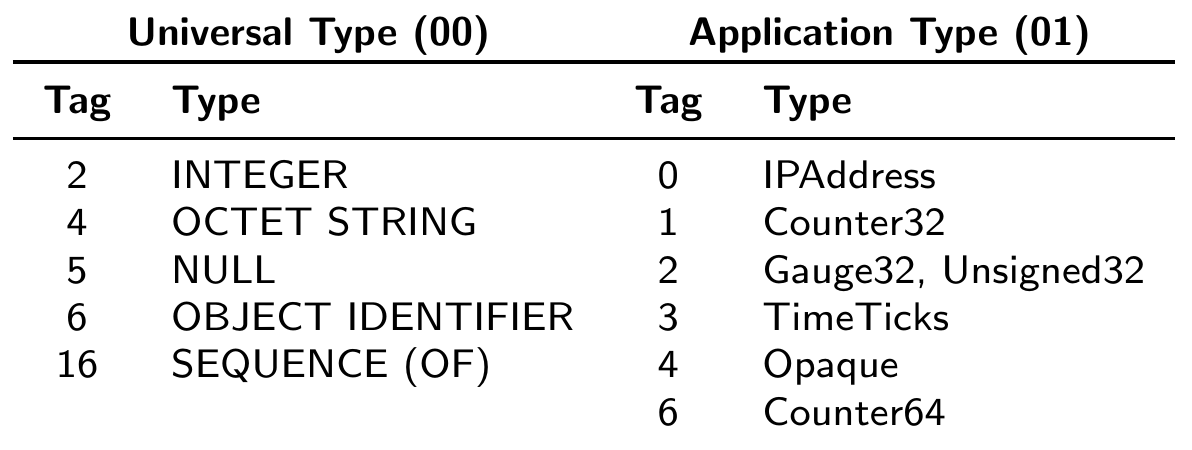 Universal Type (00) Application Type (01)
Tag Type Tag Type
2 INTEGER 0 IPAddress
4 OCTET STRING 1 Counter32
5 NULL 2 Gauge32, Unsigned32
6 OBJECT IDENTIFIER 3 TimeTicks
16 SEQUENCE (OF) 4 Opaque
6 Counter64